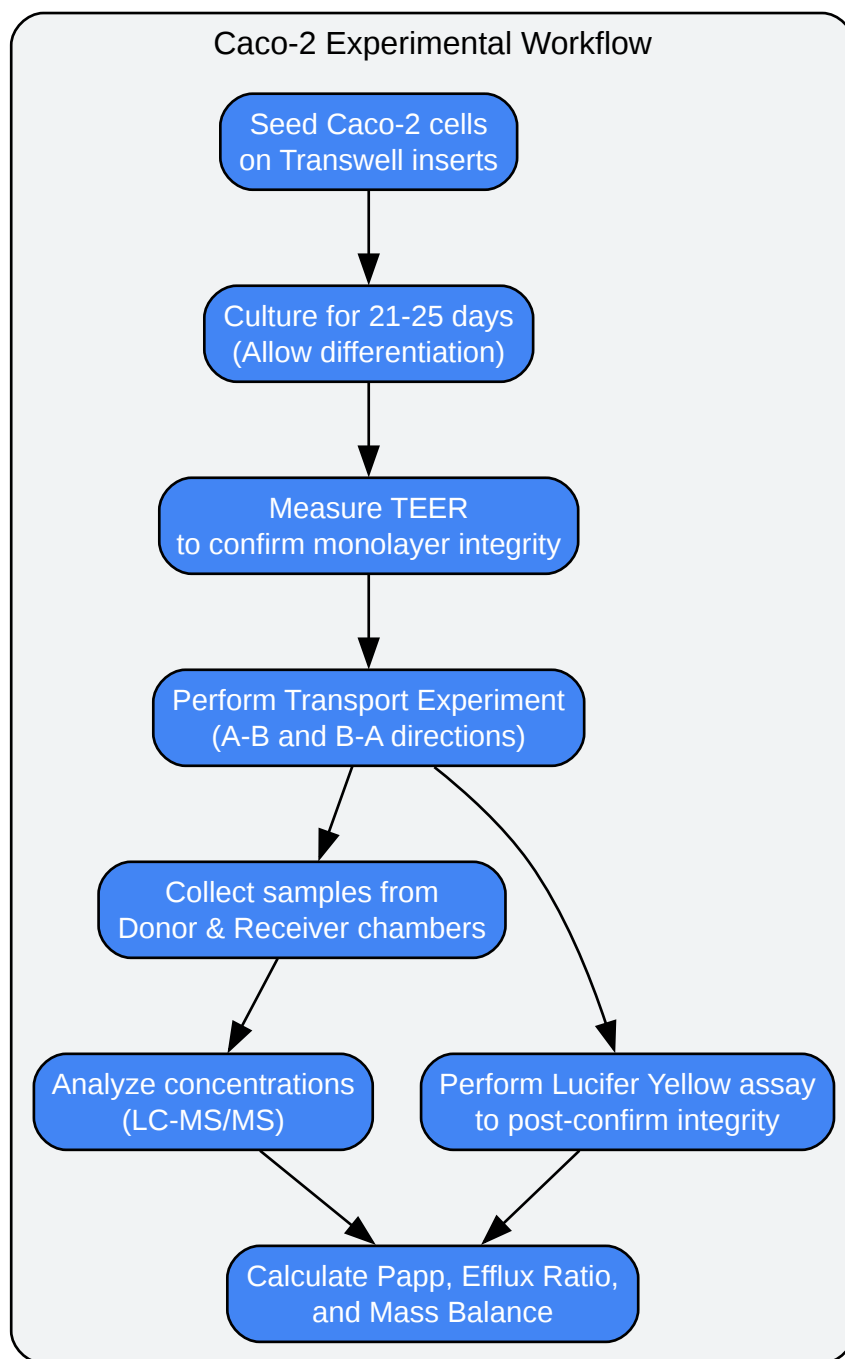 Caco-2 Experimental Workflow
Seed Caco-2 cells
on Transwell inserts
Culture for 21-25 days
(Allow differentiation)
Measure TEER
to confirm monolayer integrity
Perform Transport Experiment
(A-B and B-A directions)
Collect samples from
Donor & Receiver chambers
Analyze concentrations
(LC-MS/MS)
Perform Lucifer Yellow assay
to post-confirm integrity
Calculate Papp, Efflux Ratio,
and Mass Balance